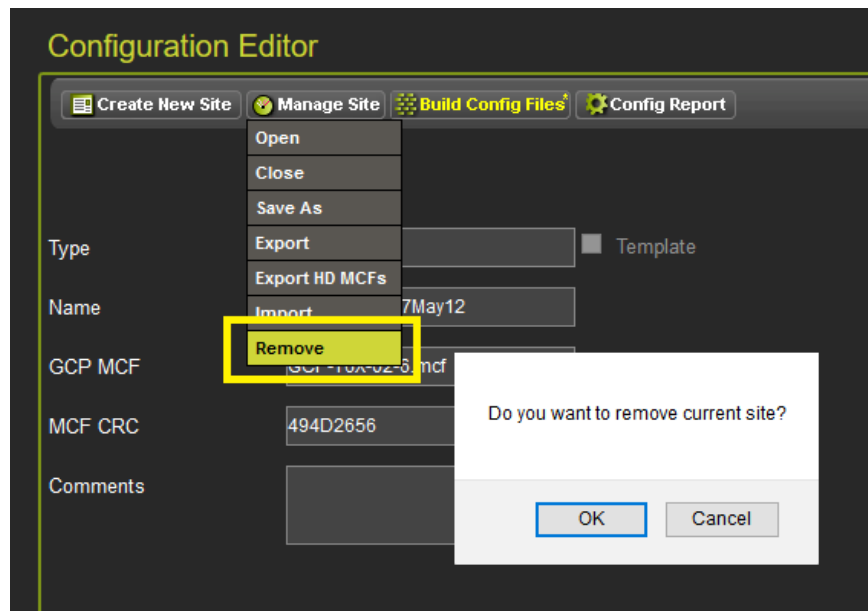 Configuration Editor
Create New Site Manage Site Build Config Files* Config Report
Open
Close
Save As
Type Export Template
Export HD MCFs
Name Import 7May12
Remove
GCP MCF .mcf
MCF CRC 494D2656
Comments
Do you want to remove current site?
OK Cancel